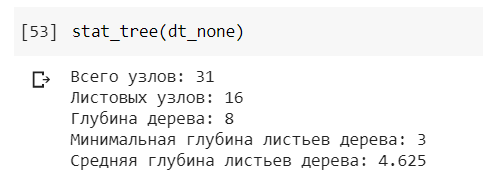 [53] stat_tree(dt_none)
Всего узлов: 31
Листовых узлов: 16
Глубина дерева: 8
Минимальная глубина листьев дерева: 3
Средняя глубина листьев дерева: 4.625